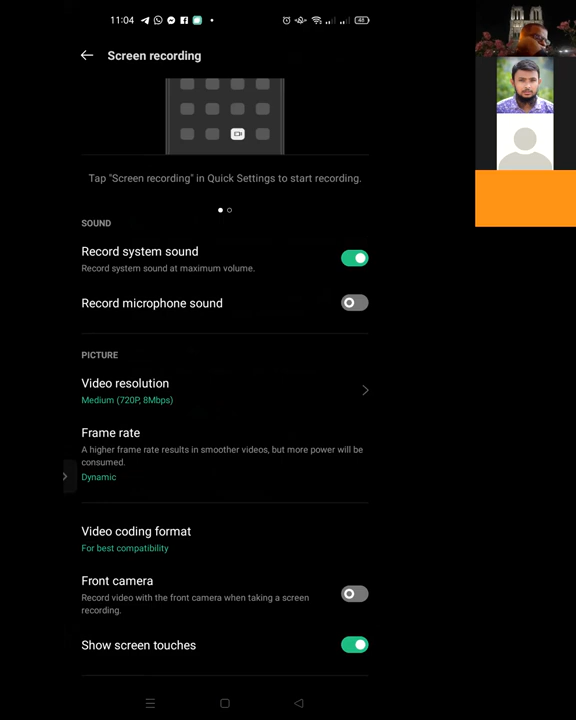 11:04
48
Screen recording
Tap "Screen recording" in Quick Settings to start recording.
SOUND
Record system sound
Record system sound at maximum volume.
Record microphone sound
PICTURE
Video resolution
Medium (720P, 8Mbps)
Frame rate
A higher frame rate results in smoother videos, but more power will be
consumed.
Dynamic
Video coding format
For best compatibility
Front camera
Record video with the front camera when taking a screen
recording.
Show screen touches